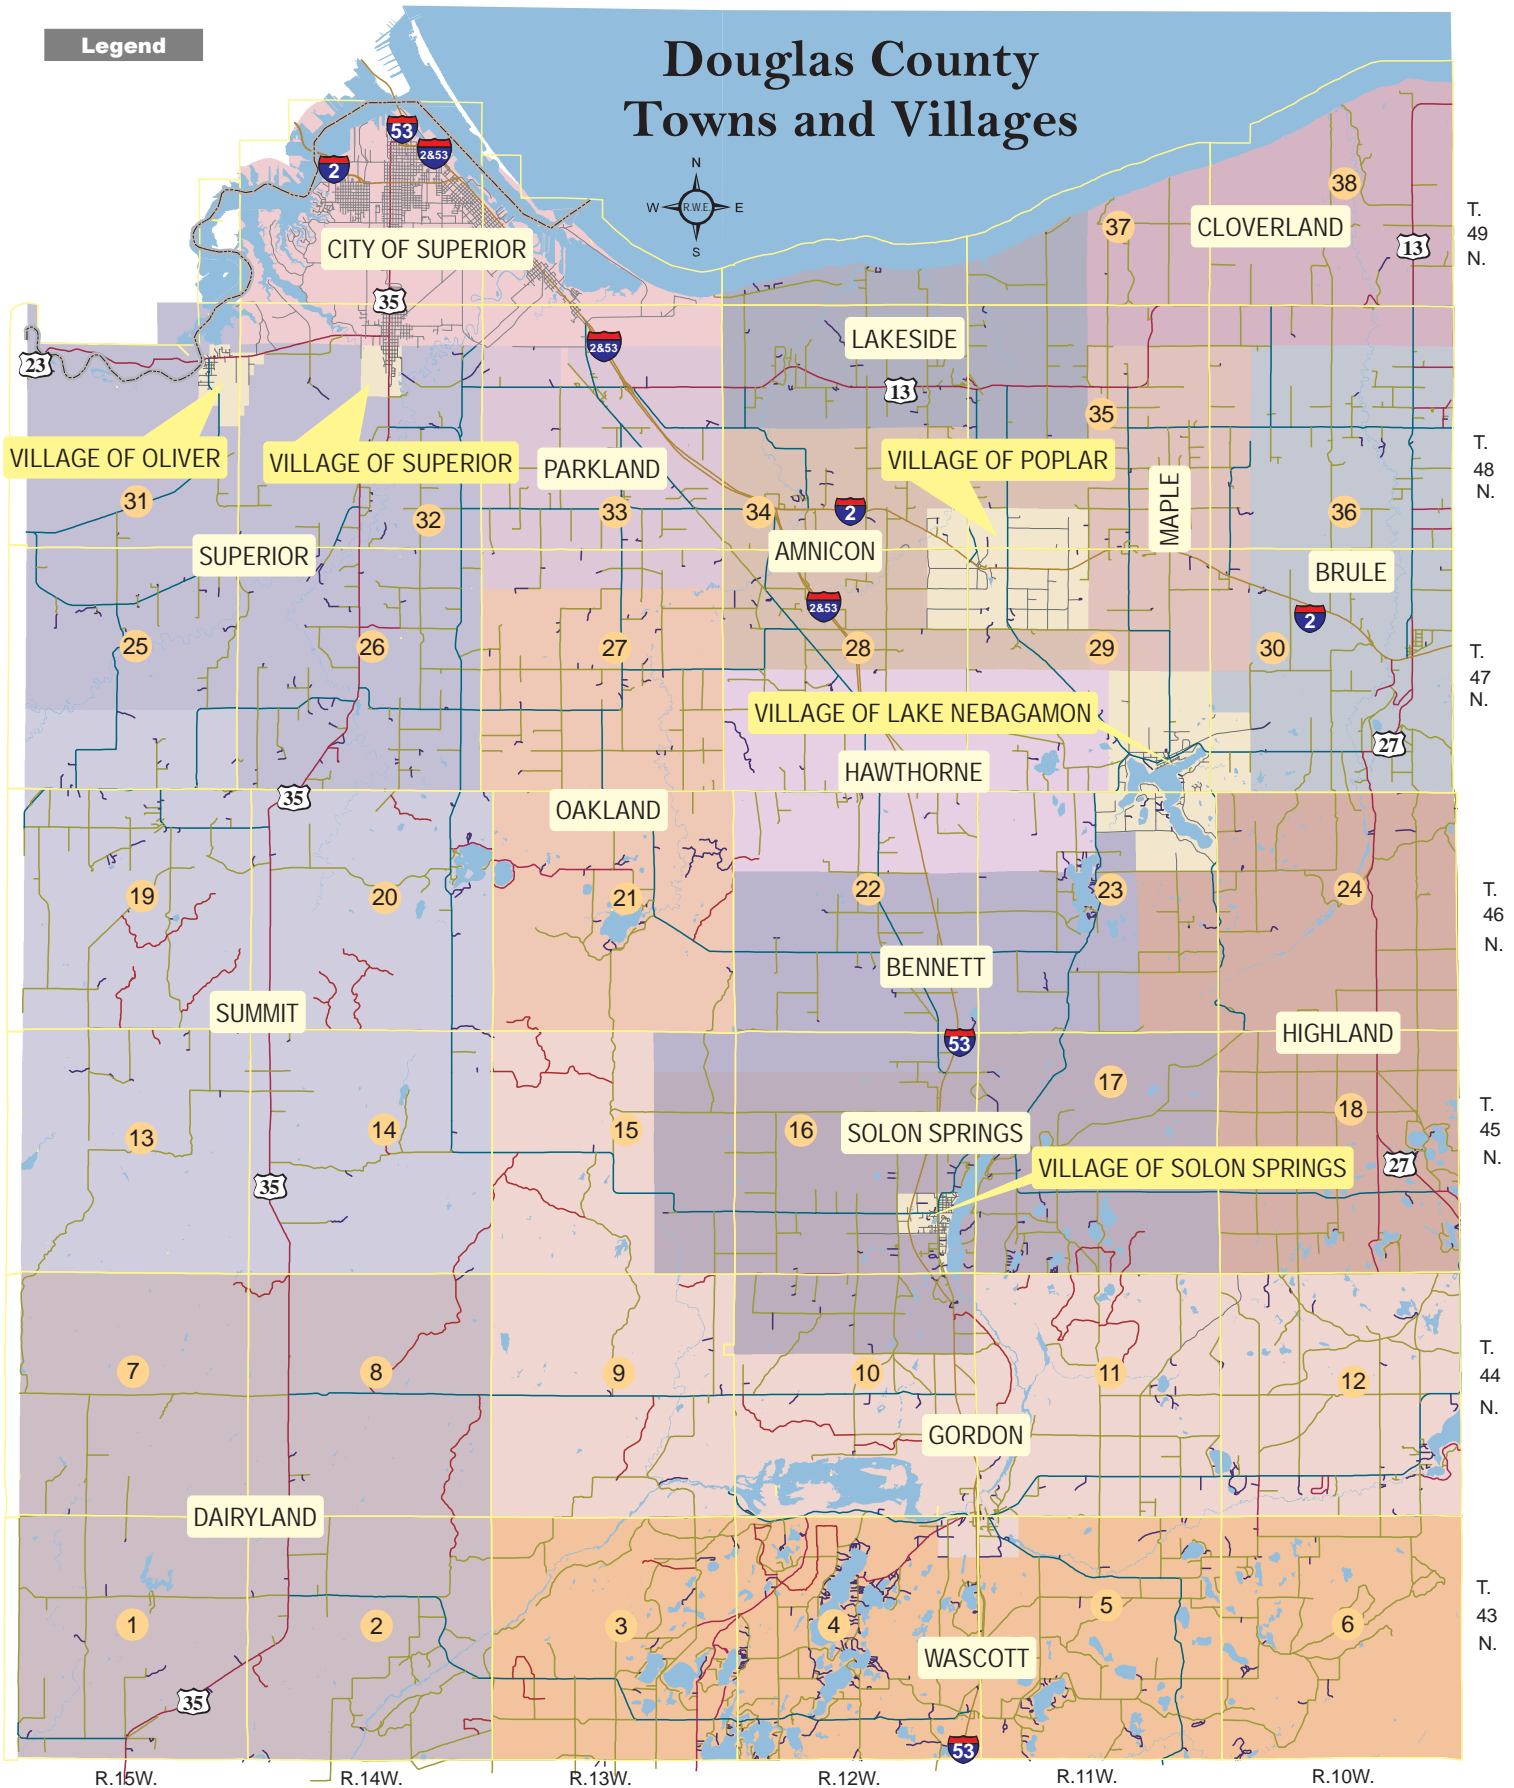 Legend
Douglas County
Towns and Villages
N
W R.W.E. E
S
53
2&53
2
38
T.
49
N.
37
CLOVERLAND
13
CITY OF SUPERIOR
35
LAKESIDE
2&53
23
13
35
VILLAGE OF OLIVER
VILLAGE OF SUPERIOR
PARKLAND
VILLAGE OF POPLAR
MAPLE
T.
48
N.
31
32
33
34
2
36
SUPERIOR
AMNICON
BRULE
2&53
2
25
26
27
28
29
30
T.
47
N.
VILLAGE OF LAKE NEBAGAMON
27
HAWTHORNE
35
OAKLAND
19
20
21
22
23
24
T.
46
N.
BENNETT
SUMMIT
HIGHLAND
53
17
18
T.
45
N.
13
14
15
16
SOLON SPRINGS
VILLAGE OF SOLON SPRINGS
27
35
7
8
9
10
11
12
T.
44
N.
GORDON
DAIRYLAND
1
2
3
4
5
6
T.
43
N.
WASCOTT
35
53
R.15W. R.14W. R.13W. R.12W. R.11W. R.10W.